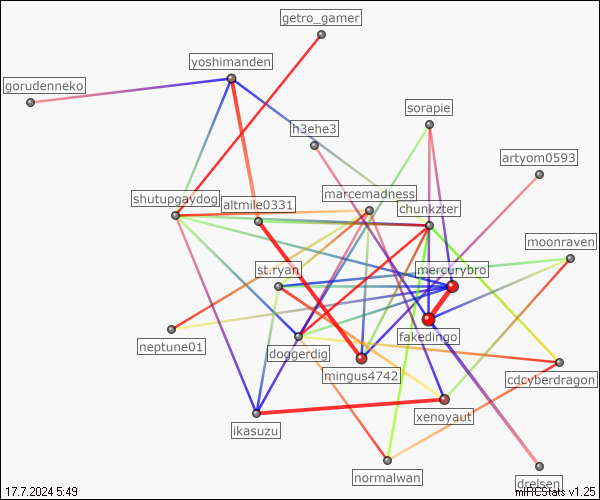 getro_gamer
yoshimanden
gorudenneko
sorapie
h3ehe3
artyom0593
marcemadness
shutupgaydog
altmile0331
chunkzter
moonraven
st.ryan
mercurybro
fakedingo
neptune01
doggerdig
mingus4742
cdcyberdragon
xenoyaut
ikasuzu
normalwan
drelsen
17.7.2024 5:49
mIRCStats v1.25